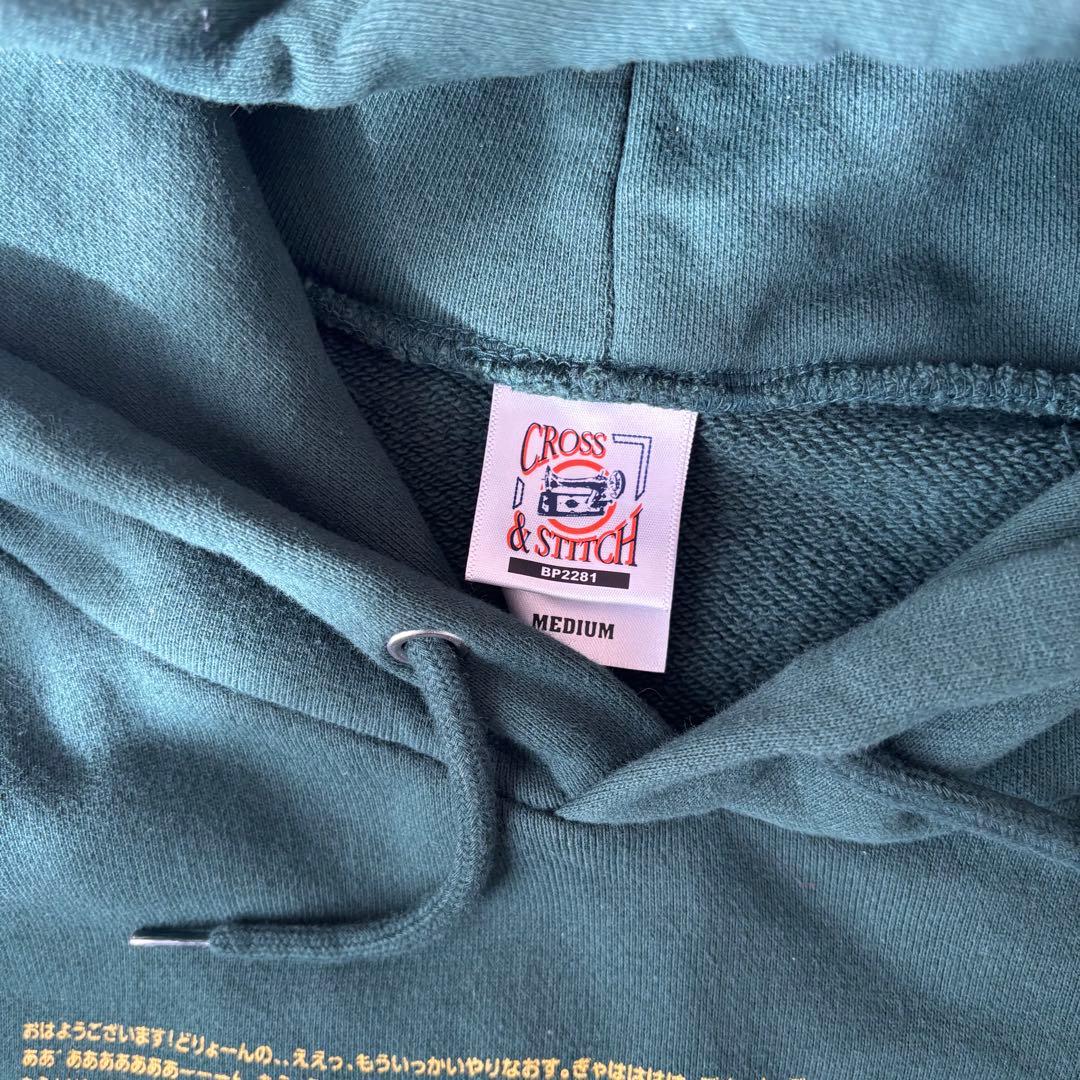 CROSS
& STITCH
BP2281
MEDIUM
おはようございます!どりょーんの..ええっ、もういっかいやりなおす。ぎゃはははは
ああ゛ああああああああーーー